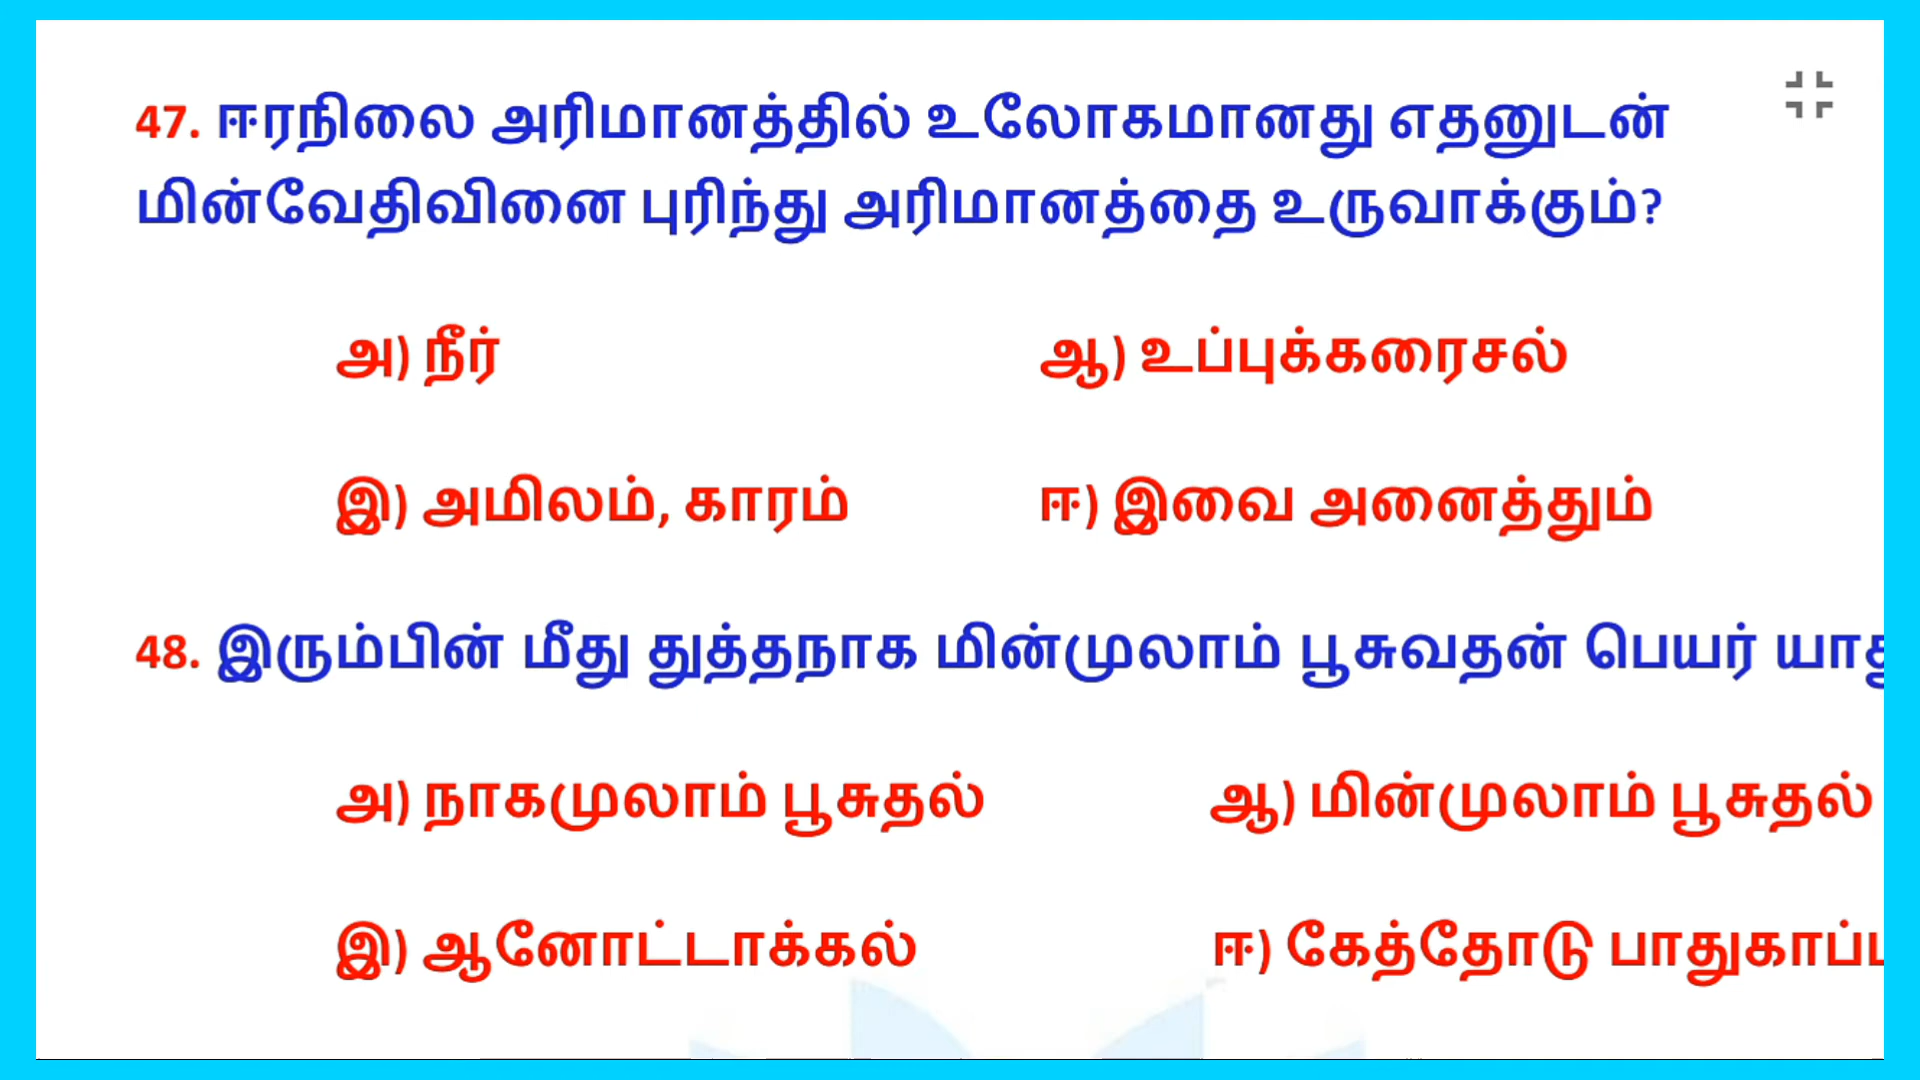 47. ஈரநிலை அரிமானத்தில் உலோகமானது எதனுடன்
மின்வேதிவினை புரிந்து அரிமானத்தை உருவாக்கும்?
அ) நீர் ஆ) உப்புக்கரைசல்
இ) அமிலம், காரம் ஈ) இவை அனைத்தும்
48. இரும்பின் மீது துத்தநாக மின்முலாம் பூசுவதன் பெயர்
அ) நாகமுலாம் பூசுதல் ஆ) மின்முலாம் பூசுதல்
இ) ஆனோட்டாக்கல் ஈ) கேத்தோடு